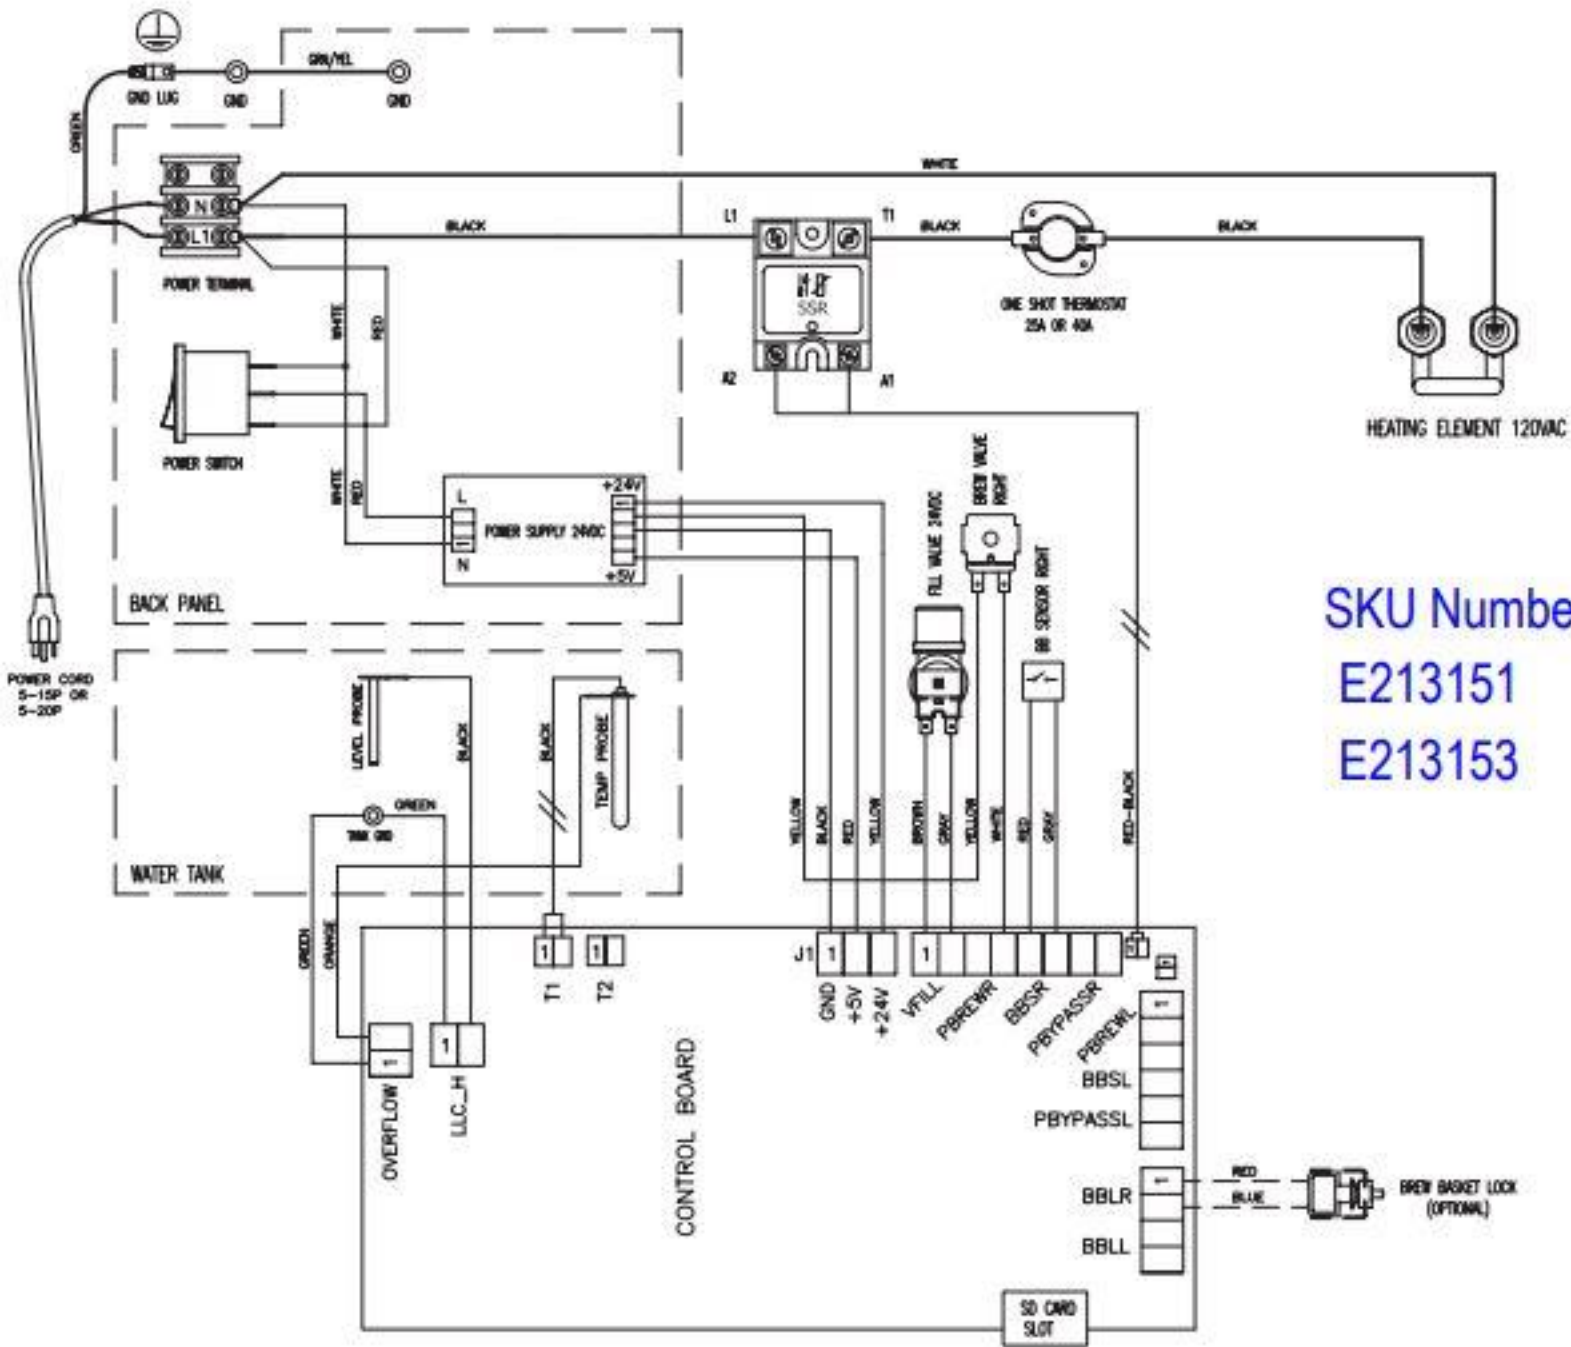 GRN/YEL
GND LUG
GND
GND
GREEN
WHITE
N
L1
POWER TERMINAL
BLACK
L1
T1
SSR
A2
A1
BLACK
BLACK
ONE SHOT THERMOSTAT
25A OR 40A
HEATING ELEMENT 120VAC
WHITE
RED
POWER SWITCH
WHITE
RED
L
N
POWER SUPPLY 24VDC
+24V
1
+5V
1
BACK PANEL
POWER CORD
5-15P OR
5-20P
FILL VALVE 24VDC
BREW VALVE
RIGHT
BB SENSOR RIGHT
SKU Numbe
E213151
E213153
LEVEL PROBE
BLACK
BLACK
TEMP PROBE
GREEN
TANK GND
WATER TANK
YELLOW
BLACK
RED
YELLOW
BROWN
GRAY
YELLOW
WHITE
RED
GRAY
RED-BLACK
GREEN
ORANGE
1
T1
1
T2
J1
1
GND
+5V
+24V
1
VFILL
PBREWR
BBSR
PBYPASSR
1
PBREWL
BBSL
PBYPASSL
1
OVERFLOW
1
LLC_H
CONTROL BOARD
1
BBLR
BBLL
RED
BLUE
BREW BASKET LOCK
(OPTIONAL)
SD CARD
SLOT